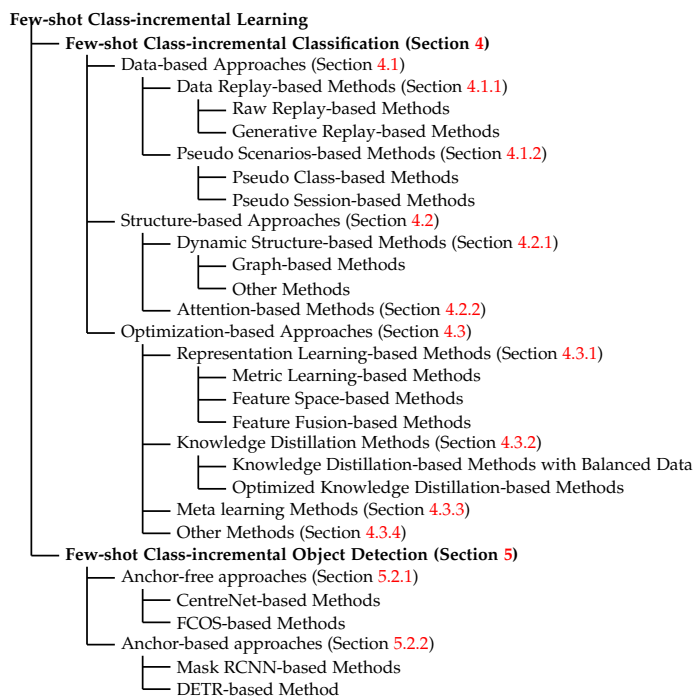 Few-shot Class-incremental Learning
Few-shot Class-incremental Classification (Section 4)
Data-based Approaches (Section 4.1)
Data Replay-based Methods (Section 4.1.1)
Raw Replay-based Methods
Generative Replay-based Methods
Pseudo Scenarios-based Methods (Section 4.1.2)
Pseudo Class-based Methods
Pseudo Session-based Methods
Structure-based Approaches (Section 4.2)
Dynamic Structure-based Methods (Section 4.2.1)
Graph-based Methods
Other Methods
Attention-based Methods (Section 4.2.2)
Optimization-based Approaches (Section 4.3)
Representation Learning-based Methods (Section 4.3.1)
Metric Learning-based Methods
Feature Space-based Methods
Feature Fusion-based Methods
Knowledge Distillation Methods (Section 4.3.2)
Knowledge Distillation-based Methods with Balanced Data
Optimized Knowledge Distillation-based Methods
Meta learning Methods (Section 4.3.3)
Other Methods (Section 4.3.4)
Few-shot Class-incremental Object Detection (Section 5)
Anchor-free approaches (Section 5.2.1)
CentreNet-based Methods
FCOS-based Methods
Anchor-based approaches (Section 5.2.2)
Mask RCNN-based Methods
DETR-based Method